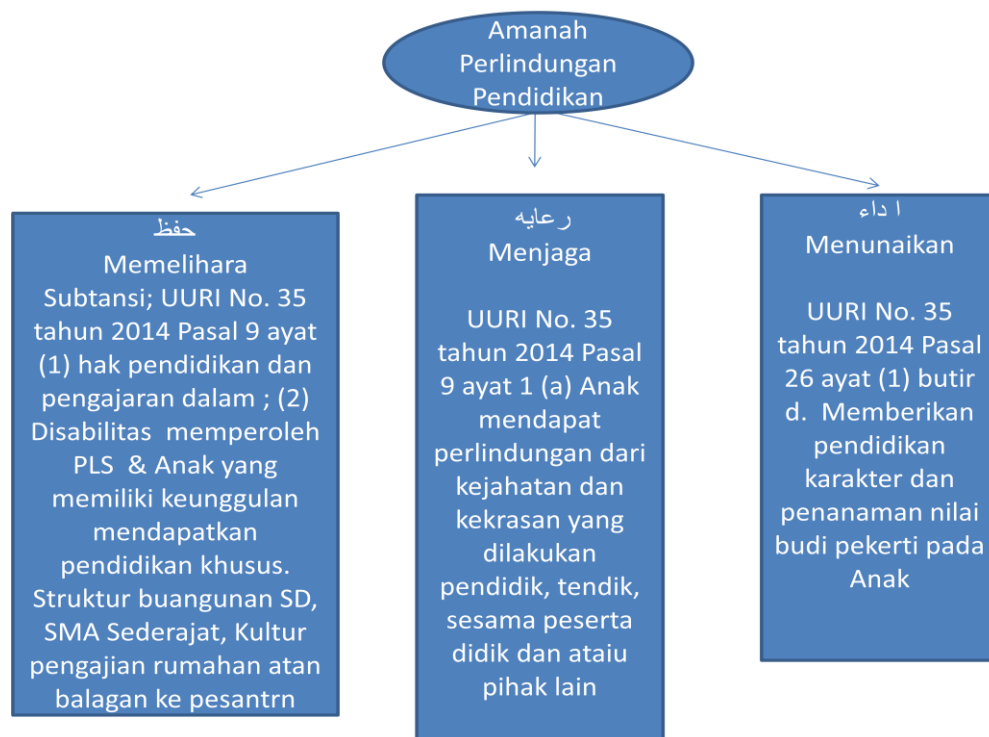 Amanah
Perlindungan
Pendidikan
حفظ
Memelihara
Subtansi; UURI No. 35
tahun 2014 Pasal 9 ayat
(1) hak pendidikan dan
pengajaran dalam ; (2)
Disabilitas memperoleh
PLS & Anak yang
memiliki keunggulan
mendapatkan
pendidikan khusus.
Struktur buangunan SD,
SMA Sederajat, Kultur
pengajian rumahan atan
balagan ke pesantrn
رعايه
Menjaga
UURI No. 35
tahun 2014 Pasal
9 ayat 1 (a) Anak
mendapat
perlindungan dari
kejahatan dan
kekrasan yang
dilakukan
pendidik, tendik,
sesama peserta
didik dan ataiu
pihak lain
ا داء
Menunaikan
UURI No. 35
tahun 2014 Pasal
26 ayat (1) butir
d. Memberikan
pendidikan
karakter dan
penanaman nilai
budi pekerti pada
Anak